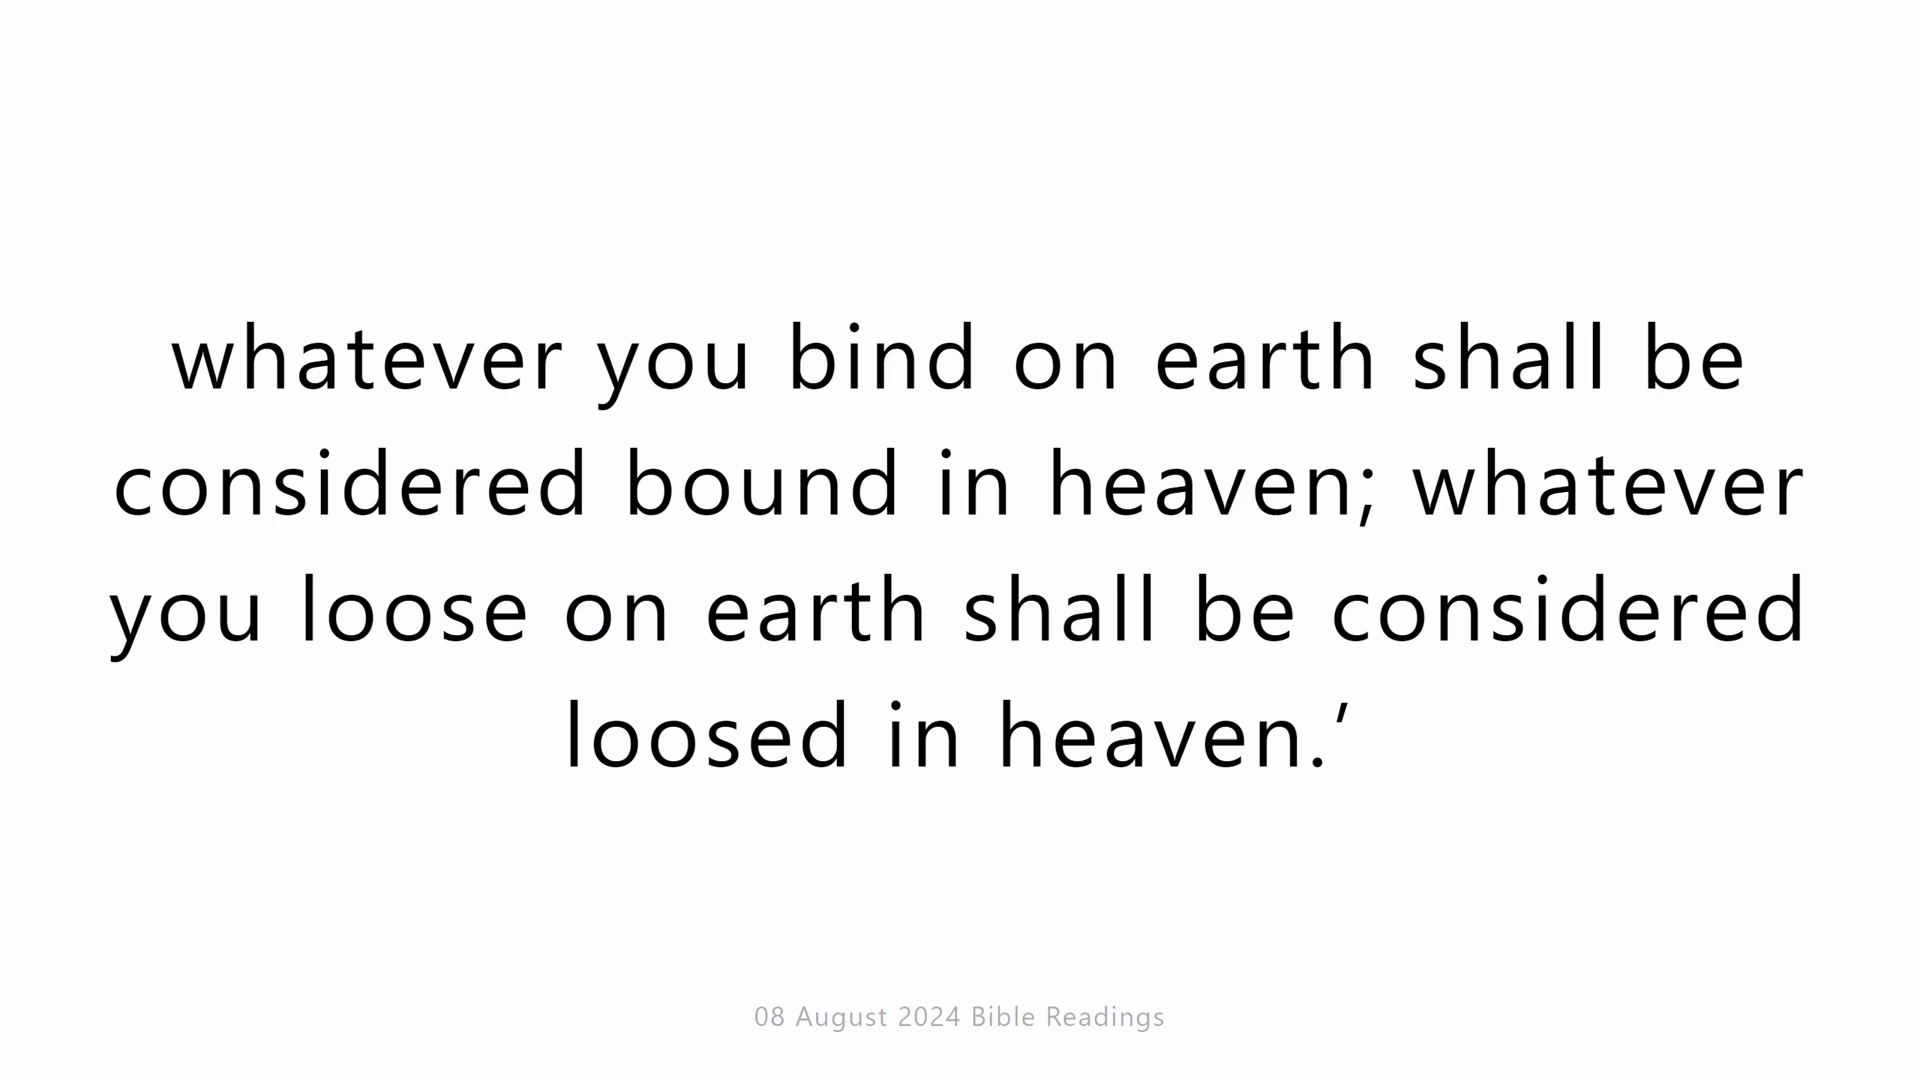 whatever you bind on earth shall be
considered bound in heaven; whatever
you loose on earth shall be considered
loosed in heaven.’
08 August 2024 Bible Readings